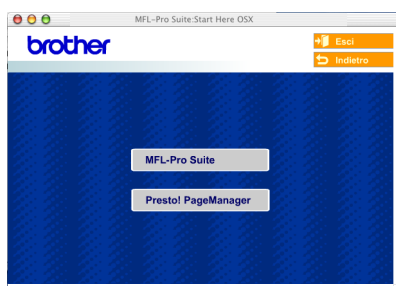 MFL-Pro Suite:Start Here OSX
brother
Esci
Indietro
MFL-Pro Suite
Presto! PageManager